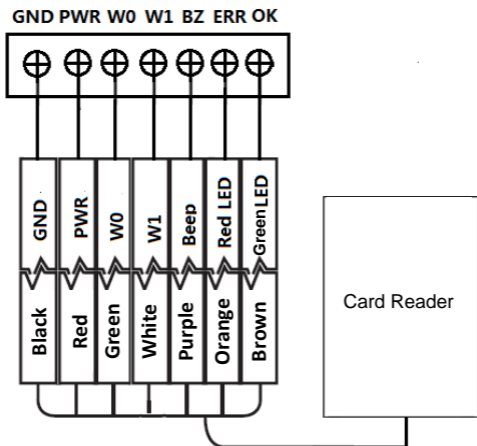 GND PWR W0 W1 BZ ERR OK
GND
PWR
W0
W1
Beep
Red LED
Green LED
Black
Red
Green
White
Purple
Orange
Brown
Card Reader